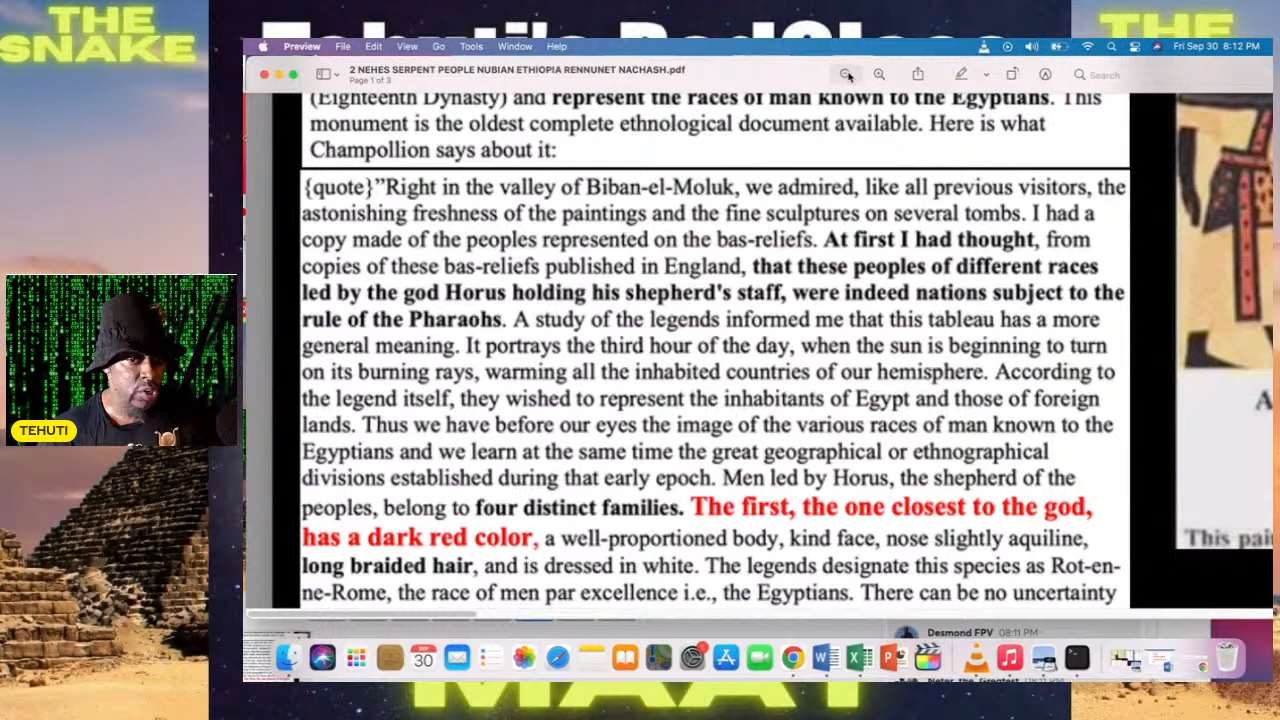 THE
SNAKE
THE
Preview File Edit View Go Tools Window Help
Fri Sep 30 8:12 PM
2 NEHES SERPENT PEOPLE NUBIAN ETHIOPIA RENNUNET NACHASH.pdf
Page 1 of 3
Search
(Eighteenth Dynasty) and represent the races of man known to the Egyptians. This
monument is the oldest complete ethnological document available. Here is what
Champollion says about it:
{quote}”Right in the valley of Biban-el-Moluk, we admired, like all previous visitors, the
astonishing freshness of the paintings and the fine sculptures on several tombs. I had a
copy made of the peoples represented on the bas-reliefs. At first I had thought, from
copies of these bas-reliefs published in England, that these peoples of different races
led by the god Horus holding his shepherd's staff, were indeed nations subject to the
rule of the Pharaohs. A study of the legends informed me that this tableau has a more
general meaning. It portrays the third hour of the day, when the sun is beginning to turn
on its burning rays, warming all the inhabited countries of our hemisphere. According to
the legend itself, they wished to represent the inhabitants of Egypt and those of foreign
lands. Thus we have before our eyes the image of the various races of man known to the
Egyptians and we learn at the same time the great geographical or ethnographical
divisions established during that early epoch. Men led by Horus, the shepherd of the
peoples, belong to four distinct families. The first, the one closest to the god,
has a dark red color, a well-proportioned body, kind face, nose slightly aquiline,
long braided hair, and is dressed in white. The legends designate this species as Rot-en-
ne-Rome, the race of men par excellence i.e., the Egyptians. There can be no uncertainty
A
This pai
TEHUTI
Desmond FPV 08:11 PM
SEP
30
MAAT